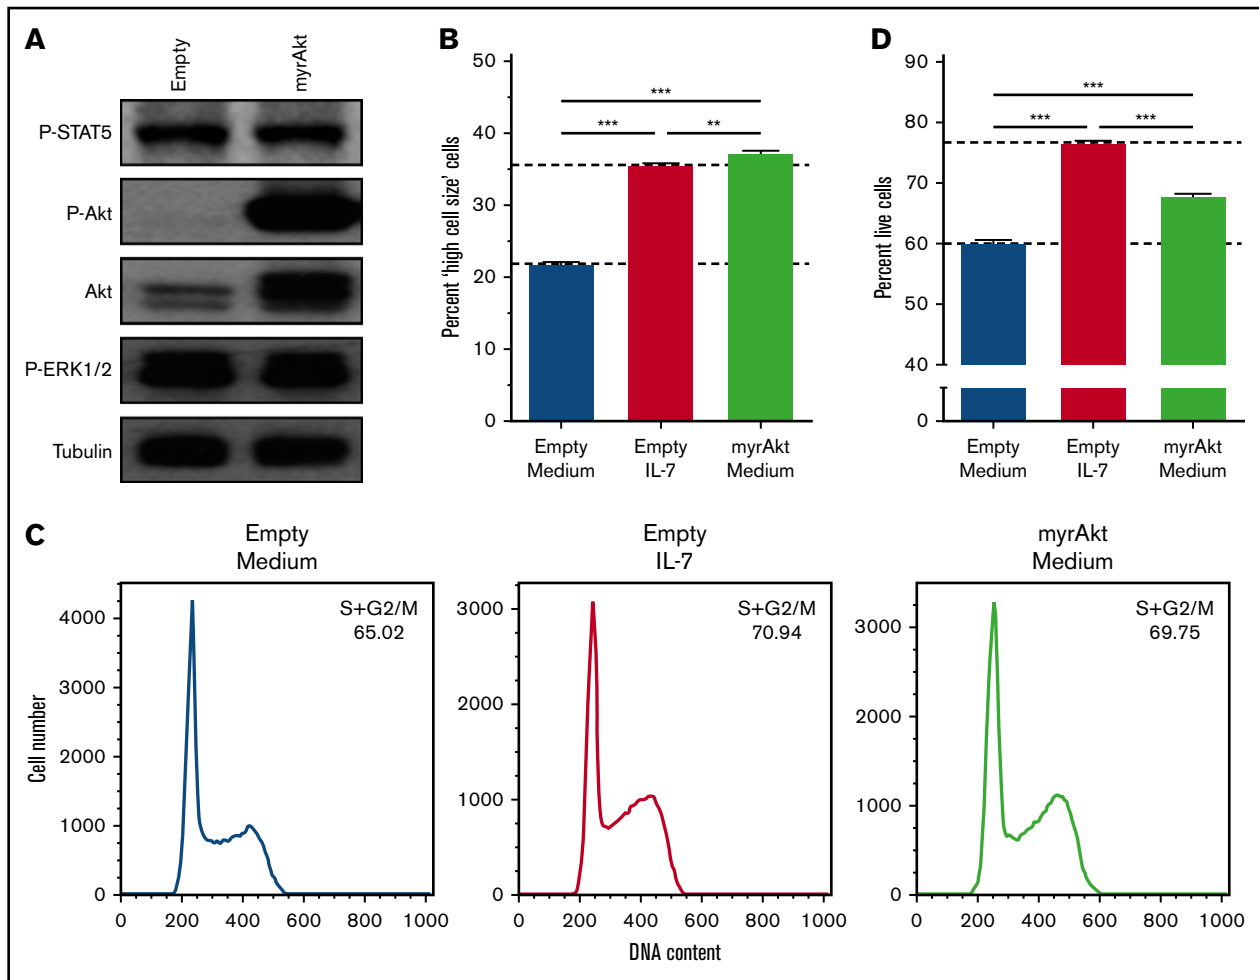 A
Empty
myrAkt
P-STAT5
P-Akt
Akt
P-ERK1/2
Tubulin
B
50
40
30
20
10
0
Percent 'high cell size' cells
***
***
**
Empty
Medium
Empty
IL-7
myrAkt
Medium
D
90
80
70
60
50
40
0
Percent live cells
***
***
***
Empty
Medium
Empty
IL-7
myrAkt
Medium
C
Empty
Medium
S+G2/M
65.02
4000
3000
2000
1000
0
Cell number
0 200 400 600 800 1000
Empty
IL-7
S+G2/M
70.94
3000
2000
1000
0
0 200 400 600 800 1000
DNA content
myrAkt
Medium
S+G2/M
69.75
3000
2000
1000
0
0 200 400 600 800 1000